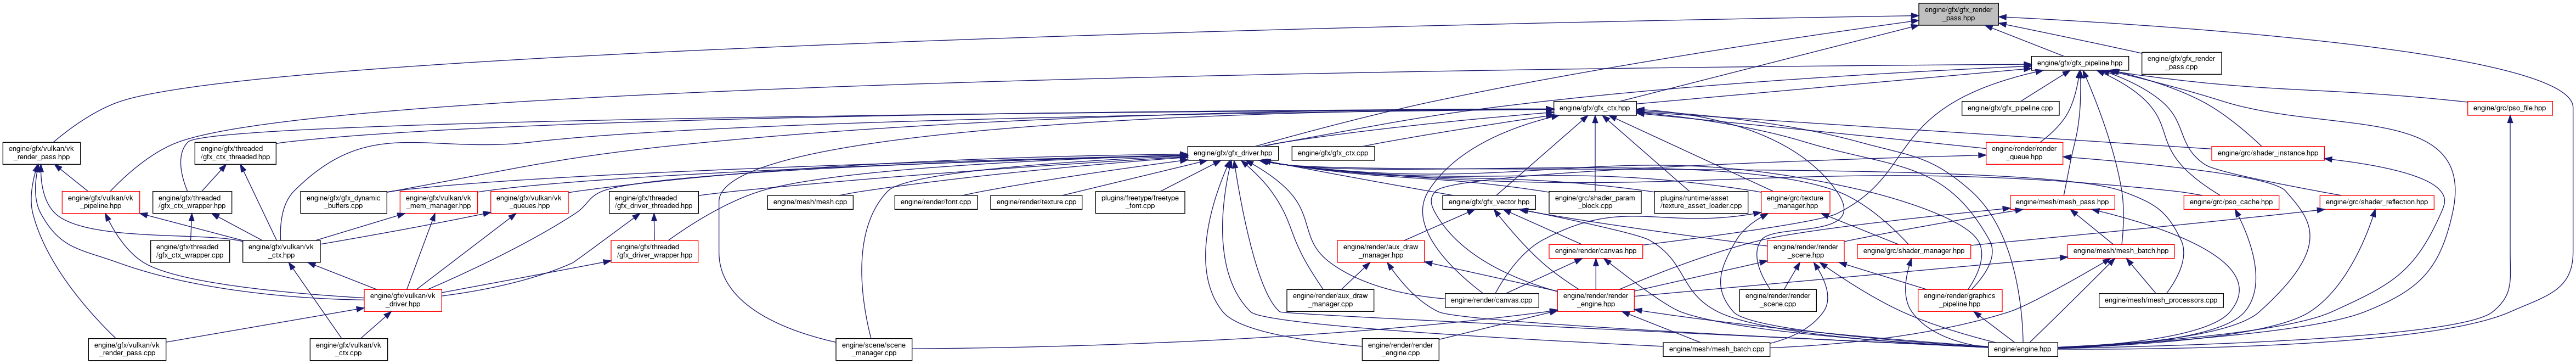 engine/gfx/gfx_render
_pass.hpp
engine/gfx/gfx_pipeline.hpp
engine/gfx/gfx_render
_pass.cpp
engine/gfx/gfx_ctx.hpp
engine/gfx/gfx_pipeline.cpp
engine/grc/pso_file.hpp
engine/gfx/vulkan/vk
_render_pass.hpp
engine/gfx/threaded
/gfx_ctx_threaded.hpp
engine/gfx/gfx_driver.hpp
engine/gfx/gfx_ctx.cpp
engine/render/render
_queue.hpp
engine/grc/shader_instance.hpp
engine/gfx/vulkan/vk
_pipeline.hpp
engine/gfx/threaded
/gfx_ctx_wrapper.hpp
engine/gfx/gfx_dynamic
_buffers.cpp
engine/gfx/vulkan/vk
_mem_manager.hpp
engine/gfx/vulkan/vk
_queues.hpp
engine/gfx/threaded
/gfx_driver_threaded.hpp
engine/mesh/mesh.cpp
engine/render/font.cpp
engine/render/texture.cpp
plugins/freetype/freetype
_font.cpp
engine/gfx/gfx_vector.hpp
engine/grc/shader_param
_block.cpp
plugins/runtime/asset
/texture_asset_loader.cpp
engine/grc/texture
_manager.hpp
engine/mesh/mesh_pass.hpp
engine/grc/pso_cache.hpp
engine/grc/shader_reflection.hpp
engine/gfx/threaded
/gfx_ctx_wrapper.cpp
engine/gfx/vulkan/vk
_ctx.hpp
engine/gfx/threaded
/gfx_driver_wrapper.hpp
engine/render/aux_draw
_manager.hpp
engine/render/canvas.hpp
engine/render/render
_scene.hpp
engine/grc/shader_manager.hpp
engine/mesh/mesh_batch.hpp
engine/gfx/vulkan/vk
_driver.hpp
engine/render/aux_draw
_manager.cpp
engine/render/canvas.cpp
engine/render/render
_engine.hpp
engine/render/render
_scene.cpp
engine/render/graphics
_pipeline.hpp
engine/mesh/mesh_processors.cpp
engine/gfx/vulkan/vk
_render_pass.cpp
engine/gfx/vulkan/vk
_ctx.cpp
engine/scene/scene
_manager.cpp
engine/render/render
_engine.cpp
engine/mesh/mesh_batch.cpp
engine/engine.hpp